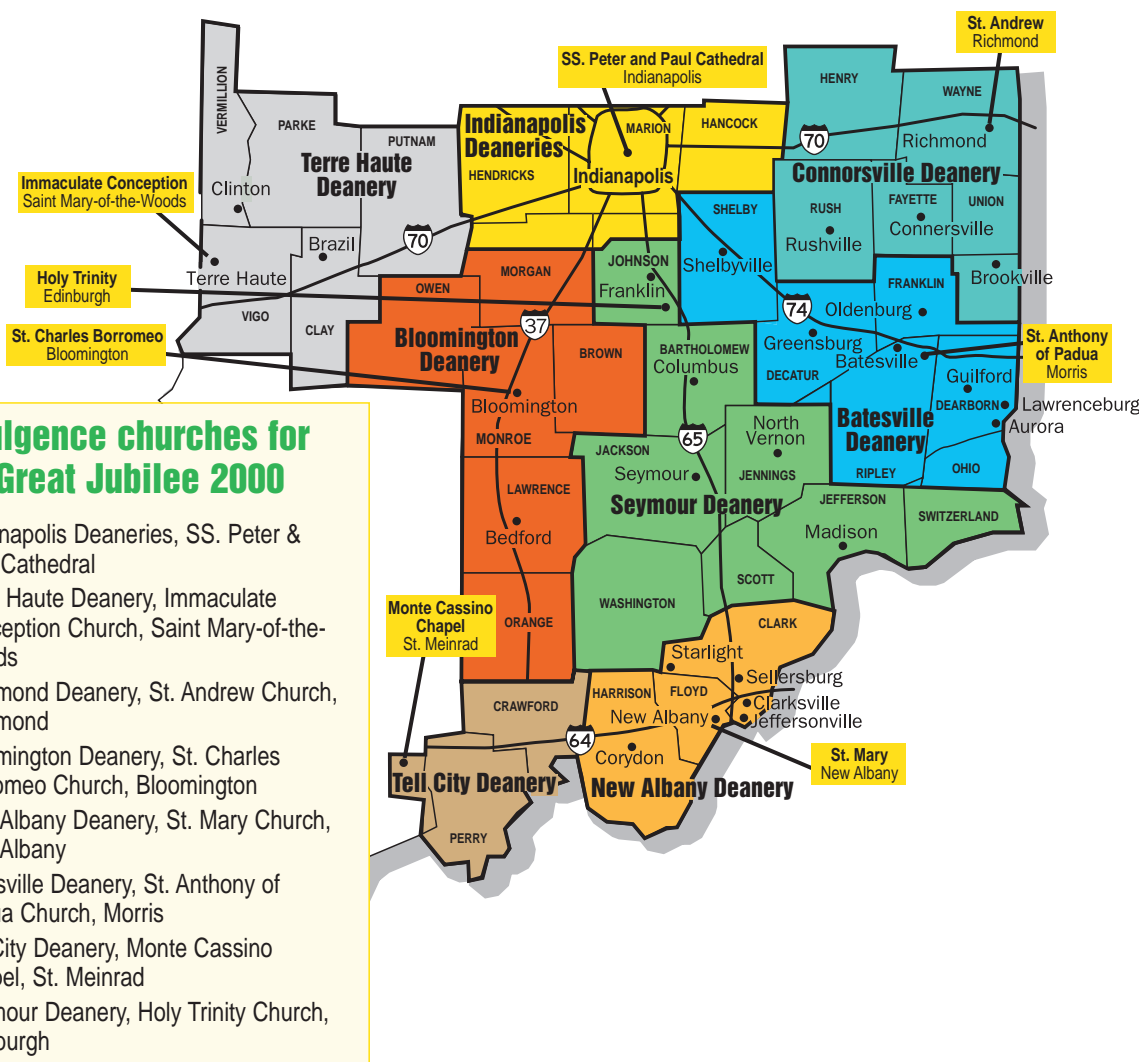 St. Andrew
Richmond
SS. Peter and Paul Cathedral
Indianapolis
HENRY
WAYNE
VERMILLION
PARKE
PUTNAM
Indianapolis
Deaneries
MARION
HANCOCK
70
Richmond
Terre Haute
Deanery
HENDRICKS
Indianapolis
Connorsville Deanery
Immaculate Conception
Saint Mary-of-the-Woods
Clinton
SHELBY
RUSH
FAYETTE
UNION
Rushville
Connersville
Brazil
70
Terre Haute
JOHNSON
Shelbyville
Brookville
Holy Trinity
Edinburgh
MORGAN
OWEN
Franklin
FRANKLIN
Oldenburg
74
VIGO
CLAY
37
St. Charles Borromeo
Bloomington
Bloomington
Deanery
BROWN
BARTHOLOMEW
Columbus
Greensburg
Batesville
DECATUR
St. Anthony
of Padua
Morris
Guilford
DEARBORN
Lawrenceburg
Aurora
Bloomington
MONROE
North
Vernon
Batesville
Deanery
65
JACKSON
Seymour
JENNINGS
RIPLEY
OHIO
LAWRENCE
Seymour Deanery
JEFFERSON
SWITZERLAND
Bedford
Madison
SCOTT
WASHINGTON
ORANGE
Monte Cassino
Chapel
St. Meinrad
CLARK
Starlight
Sellersburg
CRAWFORD
HARRISON
FLOYD
Clarksville
New Albany
Jeffersonville
64
Corydon
St. Mary
New Albany
Tell City Deanery
New Albany Deanery
PERRY
ulgence churches for
Great Jubilee 2000
napolis Deaneries, SS. Peter &
Cathedral
Haute Deanery, Immaculate
ception Church, Saint Mary-of-the-
ds
mond Deanery, St. Andrew Church,
mond
mington Deanery, St. Charles
omeo Church, Bloomington
Albany Deanery, St. Mary Church,
Albany
sville Deanery, St. Anthony of
ua Church, Morris
City Deanery, Monte Cassino
pel, St. Meinrad
our Deanery, Holy Trinity Church,
ourgh